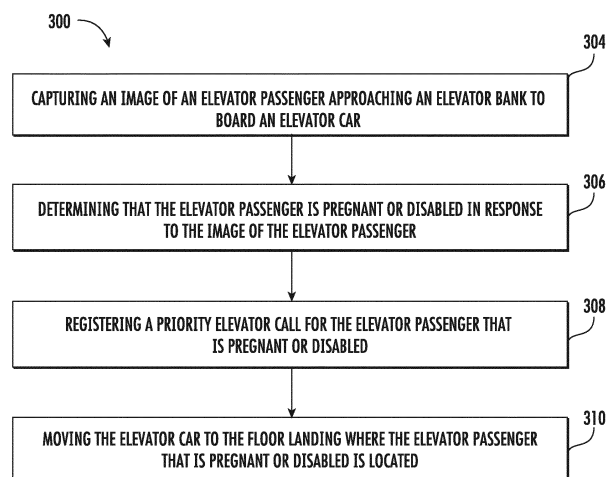 300
304
CAPTURING AN IMAGE OF AN ELEVATOR PASSENGER APPROACHING AN ELEVATOR BANK TO
BOARD AN ELEVATOR CAR
306
DETERMINING THAT THE ELEVATOR PASSENGER IS PREGNANT OR DISABLED IN RESPONSE
TO THE IMAGE OF THE ELEVATOR PASSENGER
308
REGISTERING A PRIORITY ELEVATOR CALL FOR THE ELEVATOR PASSENGER THAT
IS PREGNANT OR DISABLED
310
MOVING THE ELEVATOR CAR TO THE FLOOR LANDING WHERE THE ELEVATOR PASSENGER
THAT IS PREGNANT OR DISABLED IS LOCATED